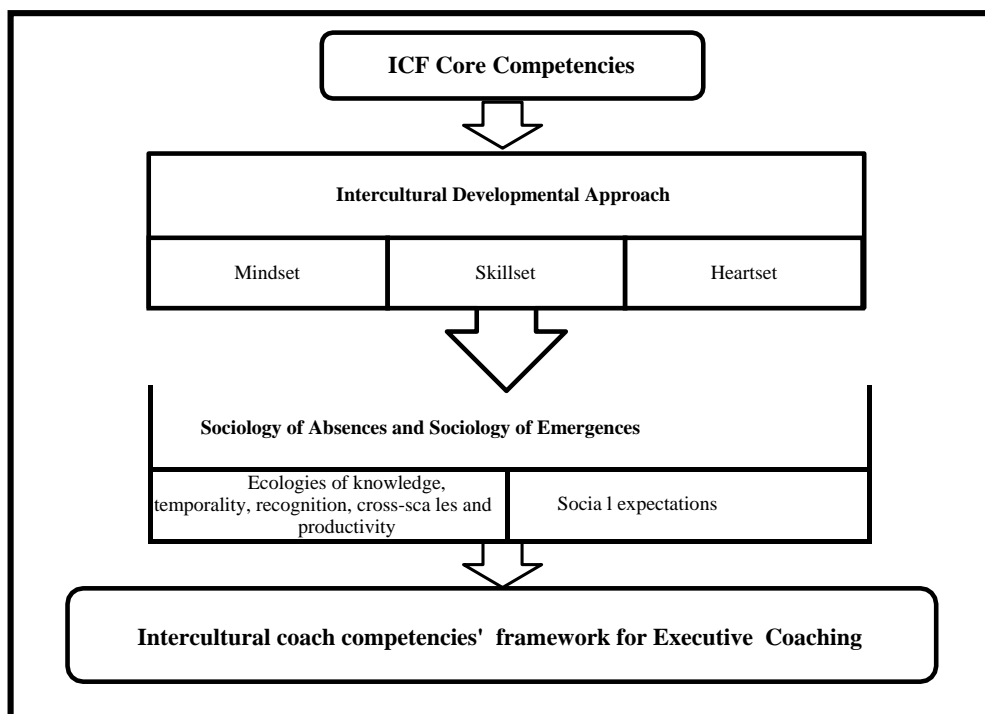 ICF Core Competencies
Intercultural Developmental Approach
Mindset
Skillset
Heartset
Sociology of Absences and Sociology of Emergences
Ecologies of knowledge,
temporality, recognition, cross-sca les and
productivity
Socia l expectations
Intercultural coach competencies' framework for Executive Coaching